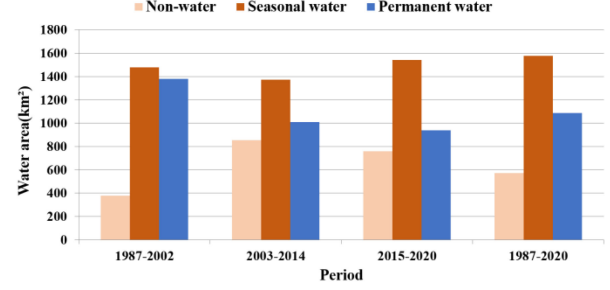 Non-water Seasonal water Permanent water
Water area(km²)
1800
1600
1400
1200
1000
800
600
400
200
0
1987-2002 2003-2014 2015-2020 1987-2020
Period